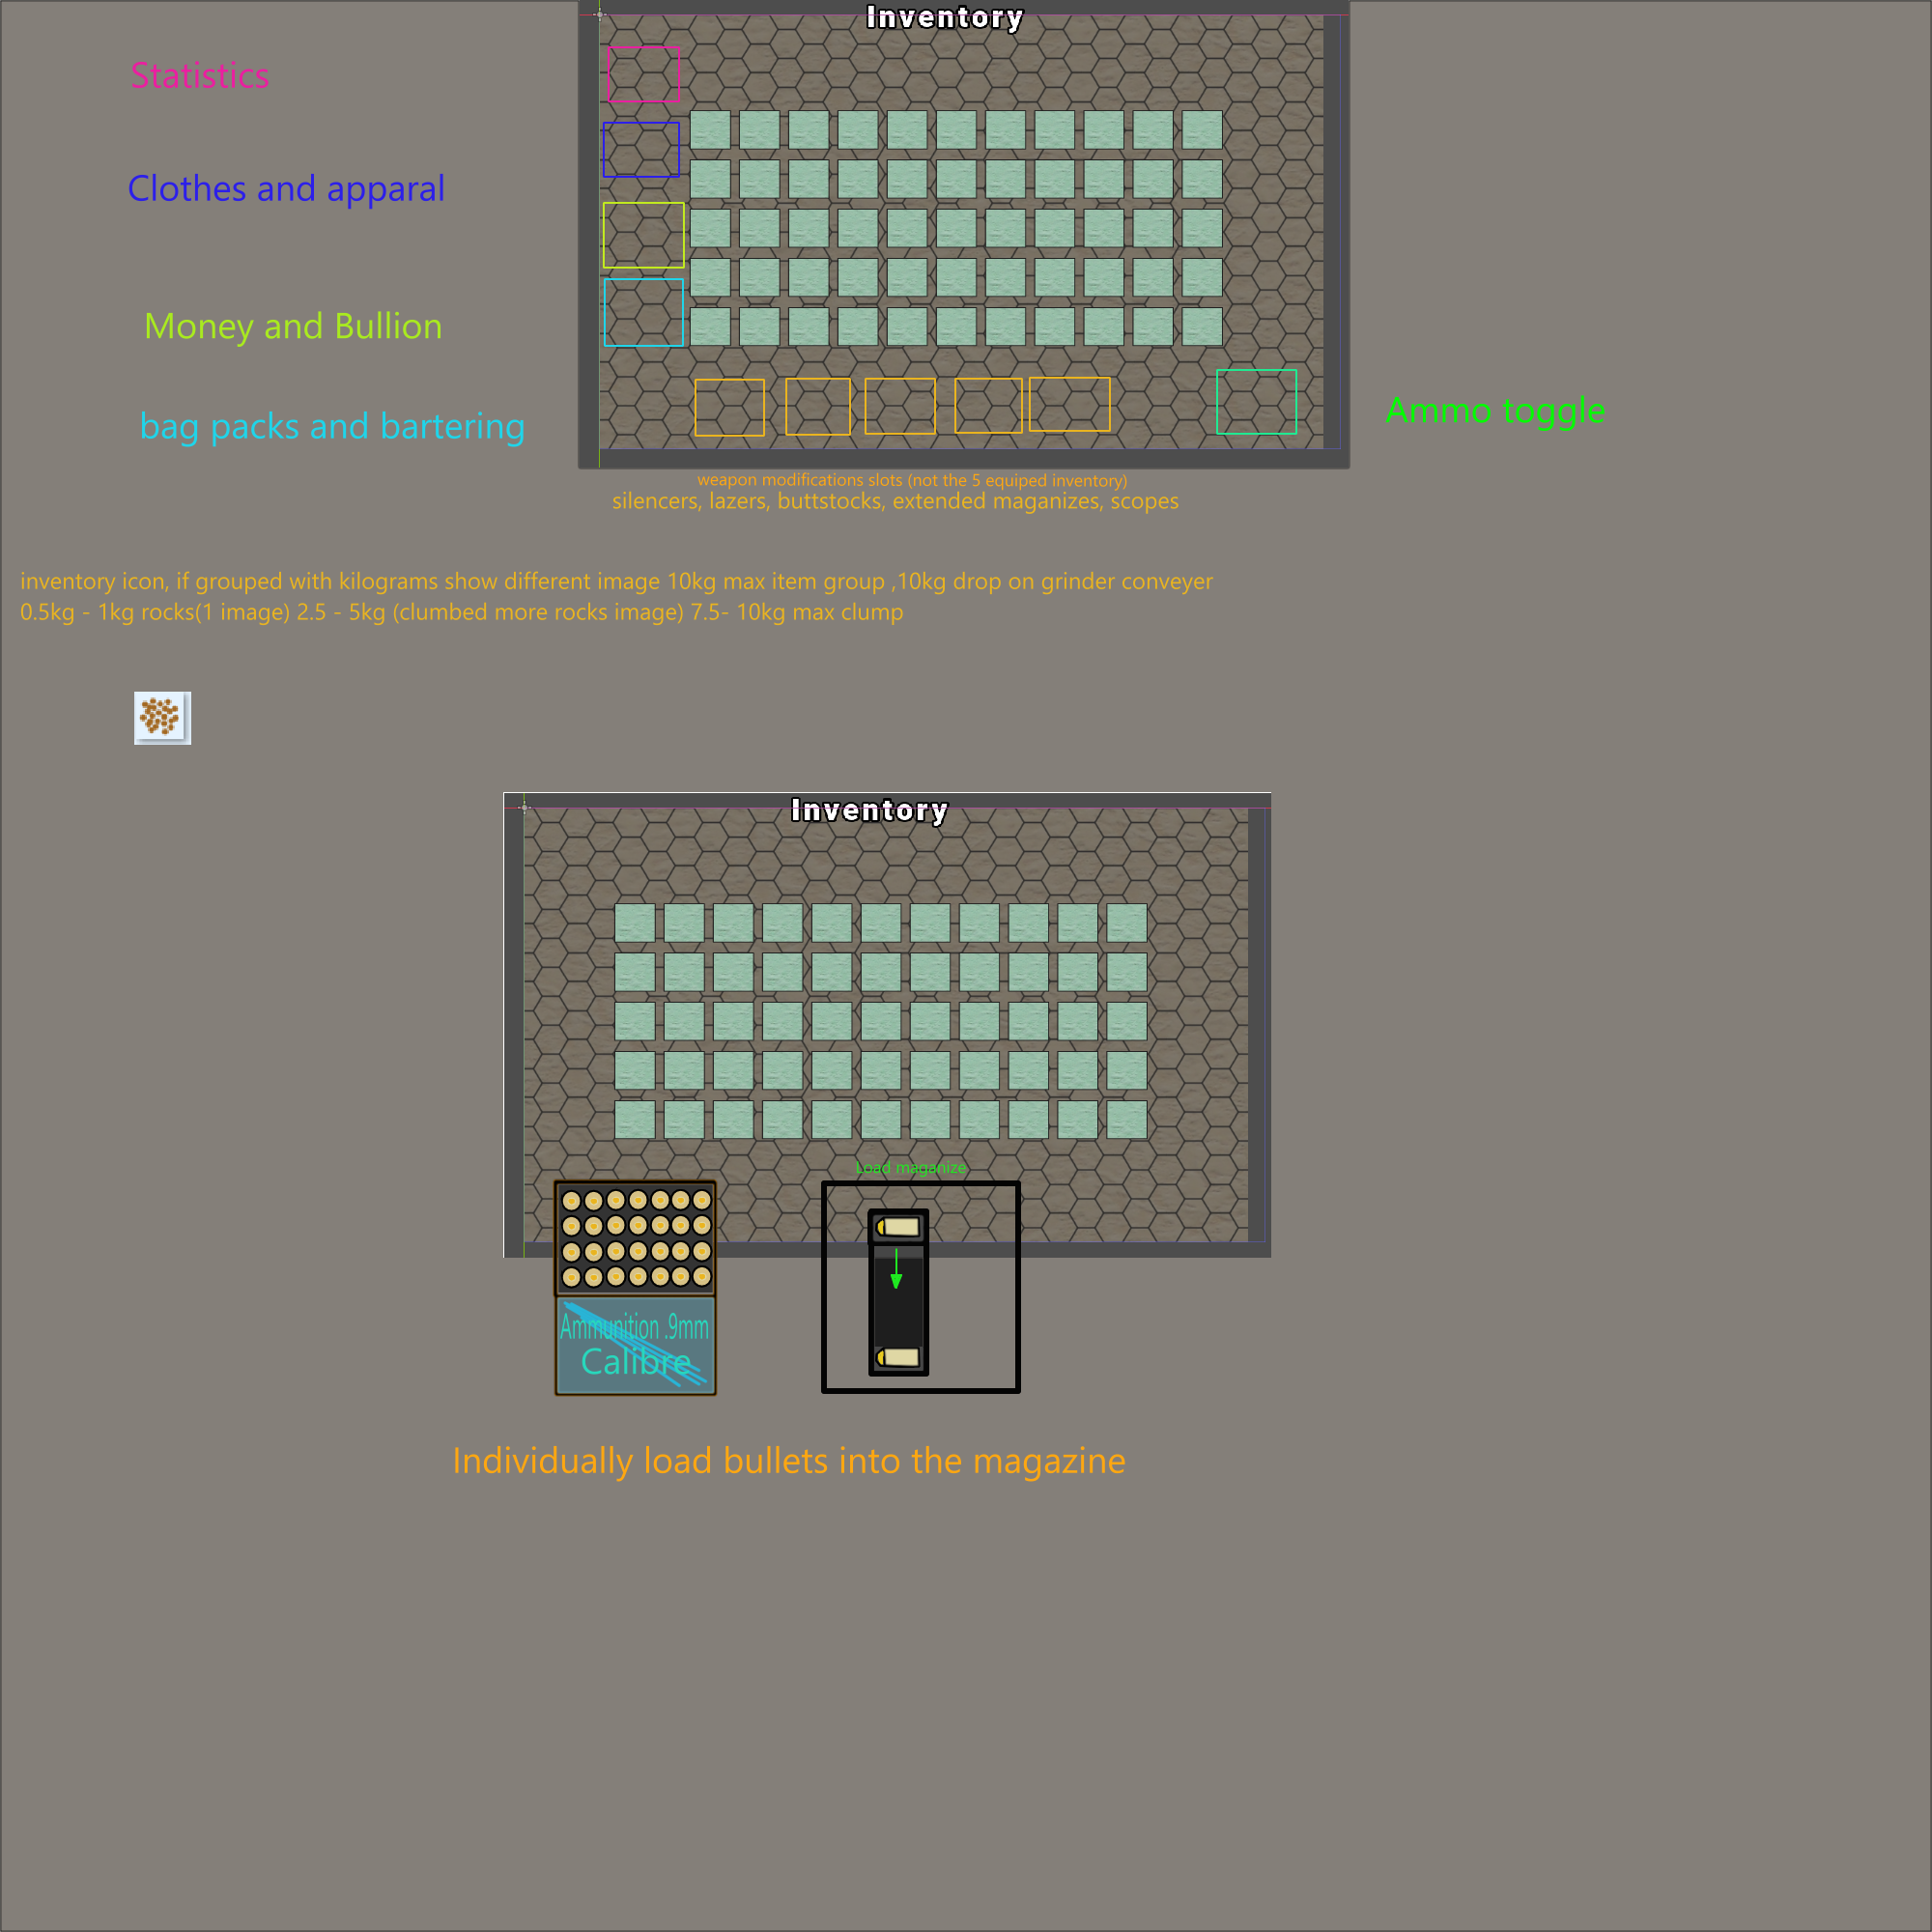 Inventory
Statistics
Clothes and apparal
Money and Bullion
bag packs and bartering
Ammo toggle
weapon modifications slots (not the 5 equiped inventory)
silencers, lazers, buttstocks, extended maganizes, scopes
inventory icon, if grouped with kilograms show different image 10kg max item group ,10kg drop on grinder conveyer
0.5kg - 1kg rocks(1 image) 2.5 - 5kg (clumbed more rocks image) 7.5- 10kg max clump
Inventory
Load maganize
Ammunition .9mm
Calibre
Individually load bullets into the magazine